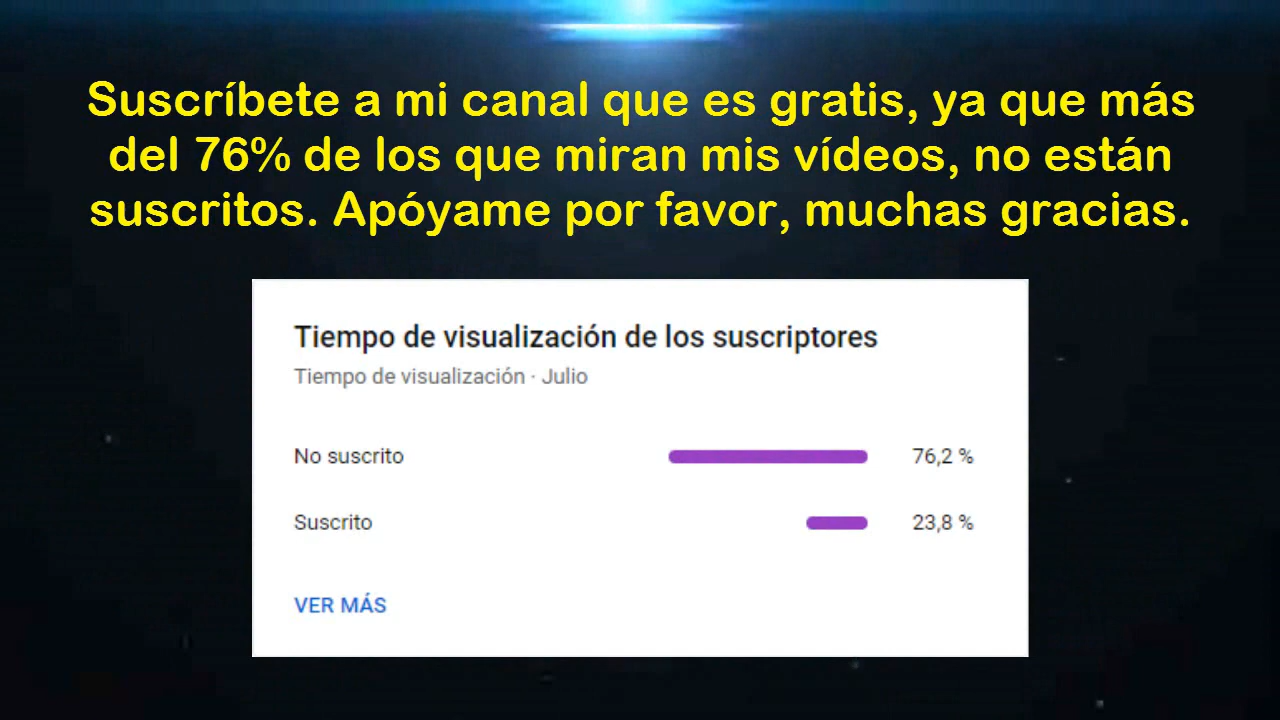 Suscríbete a mi canal que es gratis, ya que más
del 76% de los que miran mis vídeos, no están
suscritos. Apóyame por favor, muchas gracias.
Tiempo de visualización de los suscriptores
Tiempo de visualización · Julio
No suscrito 76,2 %
Suscrito 23,8 %
VER MÁS